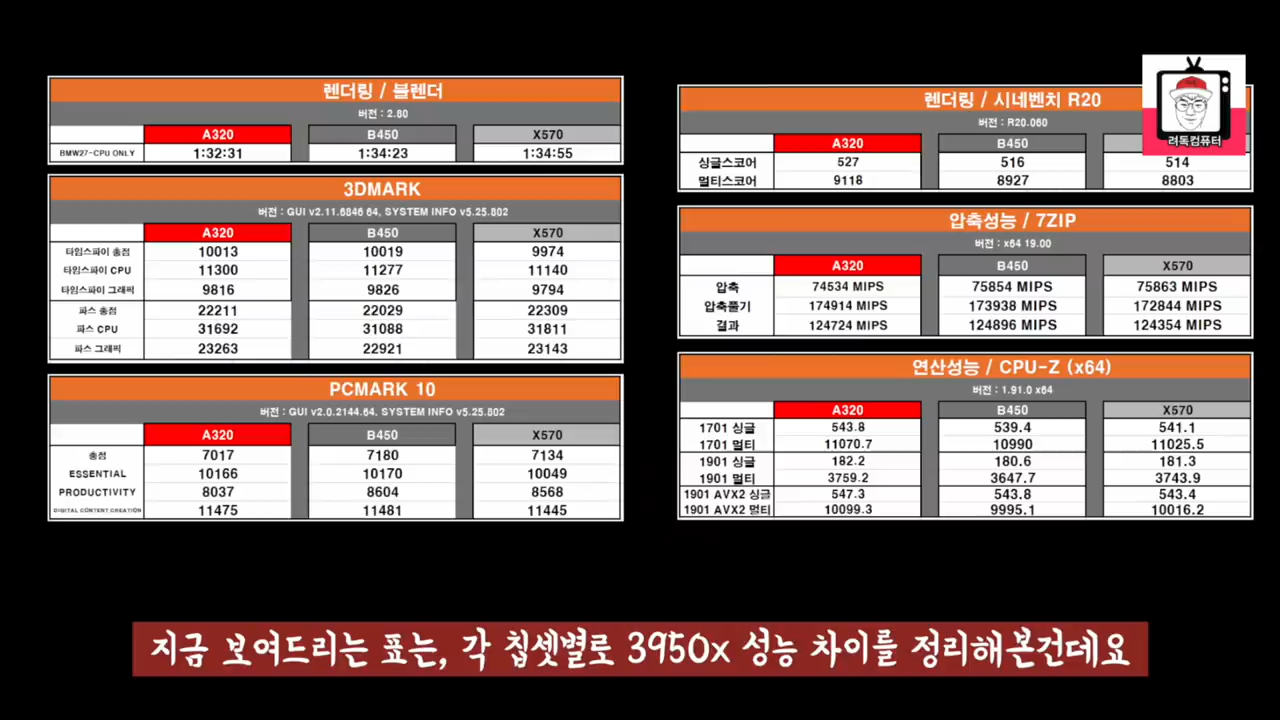 렌더링 / 블렌더
버전 : 2.80
A320 B450 X570
BMW27-CPU ONLY 1:32:31 1:34:23 1:34:55
3DMARK
버전 : GUI v2.11.6846 64, SYSTEM INFO v5.25.802
A320 B450 X570
타임스파이 총점 10013 10019 9974
타임스파이 CPU 11300 11277 11140
타임스파이 그래픽 9816 9826 9794
파스 총점 22211 22029 22309
파스 CPU 31692 31088 31811
파스 그래픽 23263 22921 23143
PCMARK 10
버전 : GUI v2.0.2144.64. SYSTEM INFO v5.25.802
A320 B450 X570
총점 7017 7180 7134
ESSENTIAL 10166 10170 10049
PRODUCTIVITY 8037 8604 8568
DIGITAL CONTENT CREATION 11475 11481 11445
렌더링 / 시네벤치 R20
버전 : R20.060
A320 B450
싱글스코어 527 516 514
멀티스코어 9118 8927 8803
압축성능 / 7ZIP
버전 : x64 19.00
A320 B450 X570
압축 74534 MIPS 75854 MIPS 75863 MIPS
압축풀기 174914 MIPS 173938 MIPS 172844 MIPS
결과 124724 MIPS 124896 MIPS 124354 MIPS
연산성능 / CPU-Z (x64)
버전 : 1.91.0 x64
A320 B450 X570
1701 싱글 543.8 539.4 541.1
1701 멀티 11070.7 10990 11025.5
1901 싱글 182.2 180.6 181.3
1901 멀티 3759.2 3647.7 3743.9
1901 AVX2 싱글 547.3 543.8 543.4
1901 AVX2 멀티 10099.3 9995.1 10016.2
려독컴퓨터
지금 보여드리는 표는, 각 칩셋별로 3950x 성능 차이를 정리해본건데요